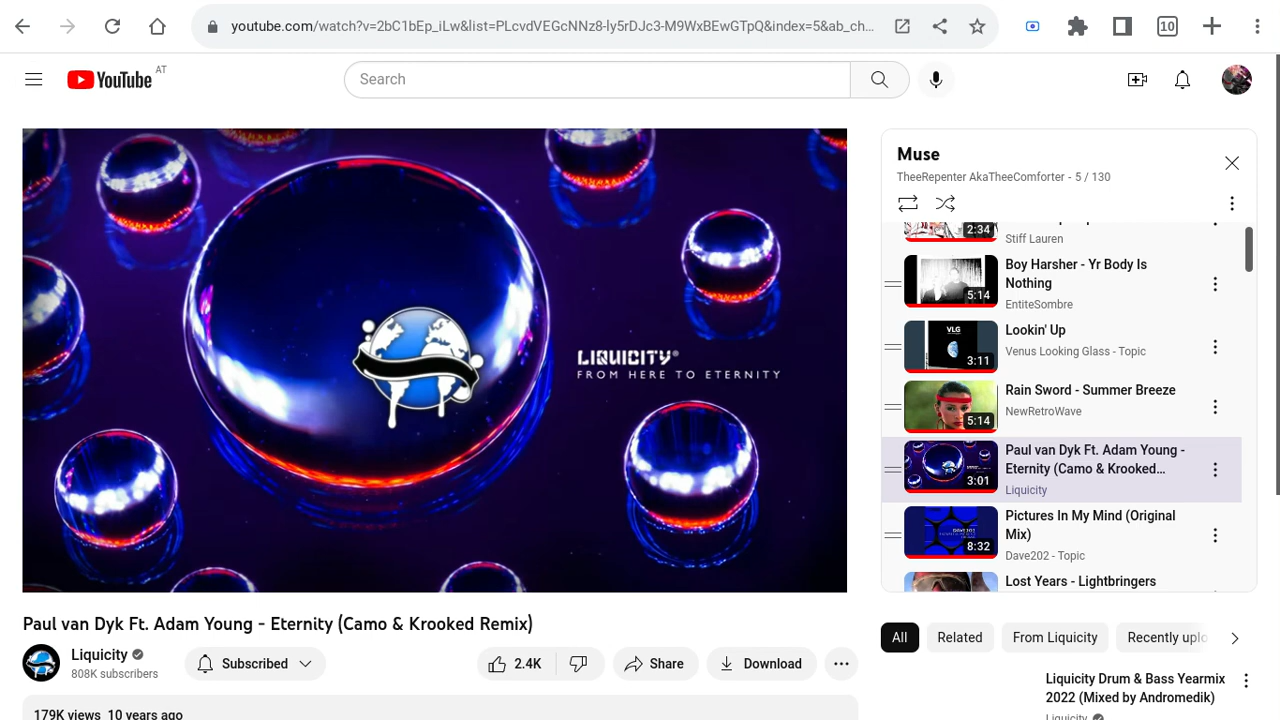 youtube.com/watch?v=2bC1bEp_iLw&list=PLcvdVEGcNNz8-ly5rDJc3-M9WxBEwGTpQ&index=5&ab_ch...
10
YouTube AT
Search
LIQUICITY®
FROM HERE TO ETERNITY
Muse
TheeRepenter AkaTheeComforter - 5 / 130
2:34
Stiff Lauren
Boy Harsher - Yr Body Is
Nothing
5:14
EntiteSombre
Lookin' Up
VLG
3:11
Venus Looking Glass - Topic
Rain Sword - Summer Breeze
5:14
NewRetroWave
Paul van Dyk Ft. Adam Young -
Eternity (Camo & Krooked...
3:01
Liquicity
Pictures In My Mind (Original
Mix)
8:32
Dave202 - Topic
Lost Years - Lightbringers
Paul van Dyk Ft. Adam Young - Eternity (Camo & Krooked Remix)
Liquicity
808K subscribers
Subscribed
2.4K
Share
Download
179K views 10 years ago
All
Related
From Liquicity
Recently uplo
Liquicity Drum & Bass Yearmix
2022 (Mixed by Andromedik)
Liquicity